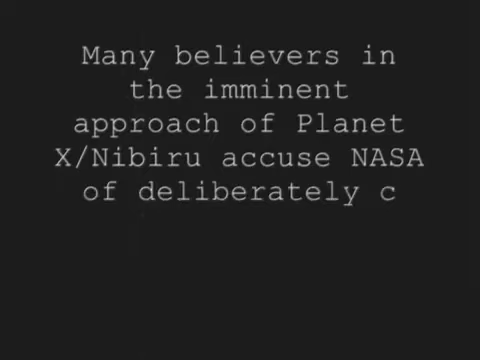 Many believers in
the imminent
approach of Planet
X/Nibiru accuse NASA
of deliberately c